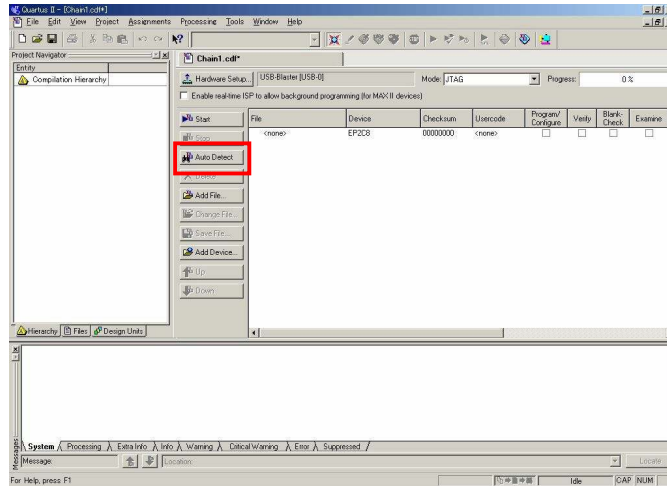 Quartus II - [Chain1.cdf*]
File Edit View Project Assignments Processing Tools Window Help
Project Navigator
Entity
Compilation Hierarchy
Hierarchy Files Design Units
Chain1.cdf*
Hardware Setup... USB-Blaster [USB-0] Mode: JTAG Progress: 0 %
Enable real-time ISP to allow background programming (for MAX II devices)
Start
Stop
Auto Detect
Delete
Add File...
Change File...
Save File...
Add Device...
Up
Down
File Device Checksum Usercode Program/Configure Verify Blank-Check Examine
<none> EP2C8 00000000 <none>
System Processing Extra Info Info Warning Critical Warning Error Suppressed
Messages
Message: Location: Locate
For Help, press F1 Idle CAP NUM